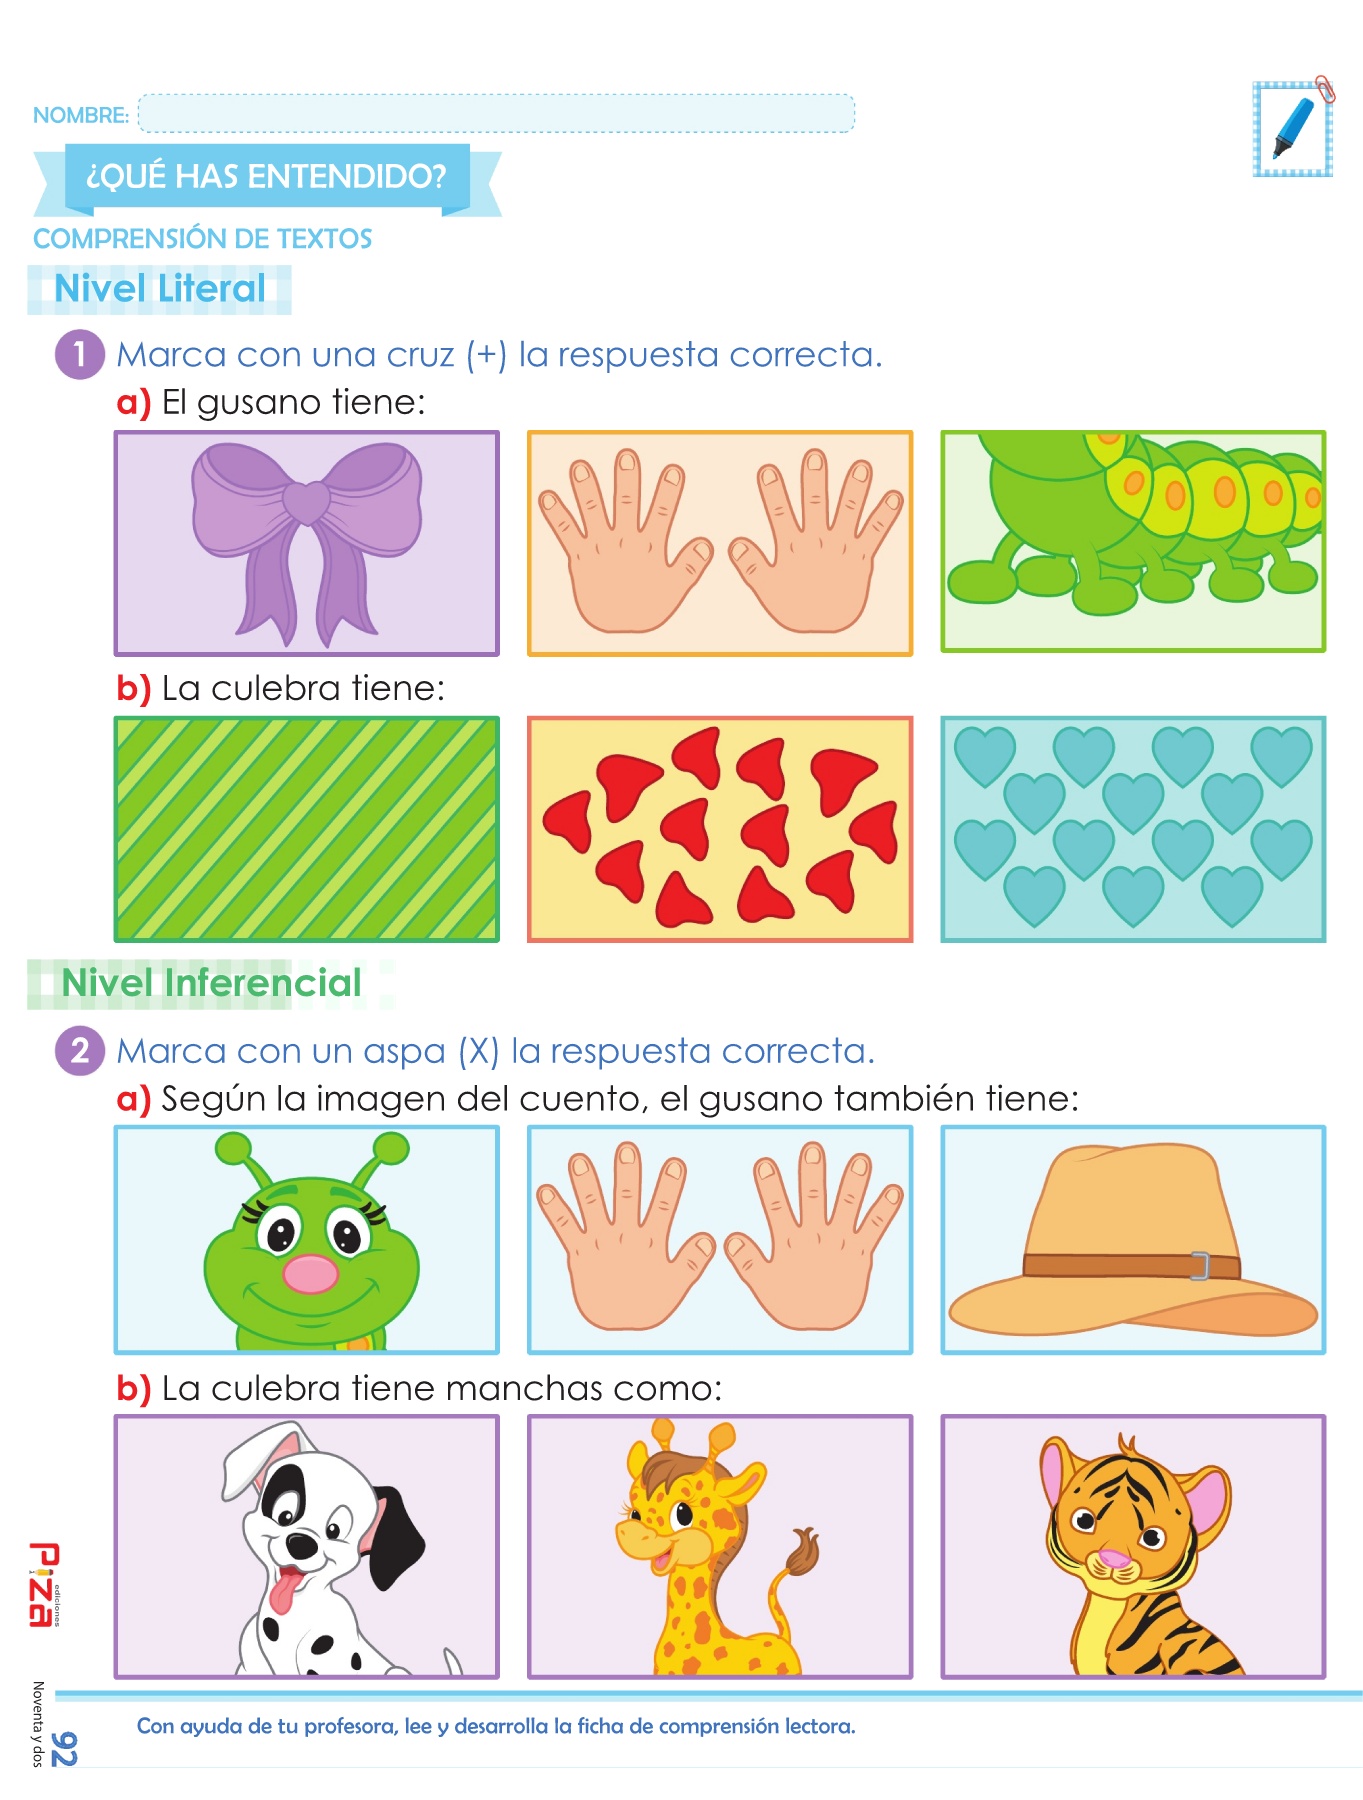 NOMBRE:
¿QUÉ HAS ENTENDIDO?
COMPRENSIÓN DE TEXTOS
Nivel Literal
1 Marca con una cruz (+) la respuesta correcta.
a) El gusano tiene:
b) La culebra tiene:
Nivel Inferencial
2 Marca con un aspa (X) la respuesta correcta.
a) Según la imagen del cuento, el gusano también tiene:
b) La culebra tiene manchas como:
Piza
ediciones
Noventa y dos
92
Con ayuda de tu profesora, lee y desarrolla la ficha de comprensión lectora.